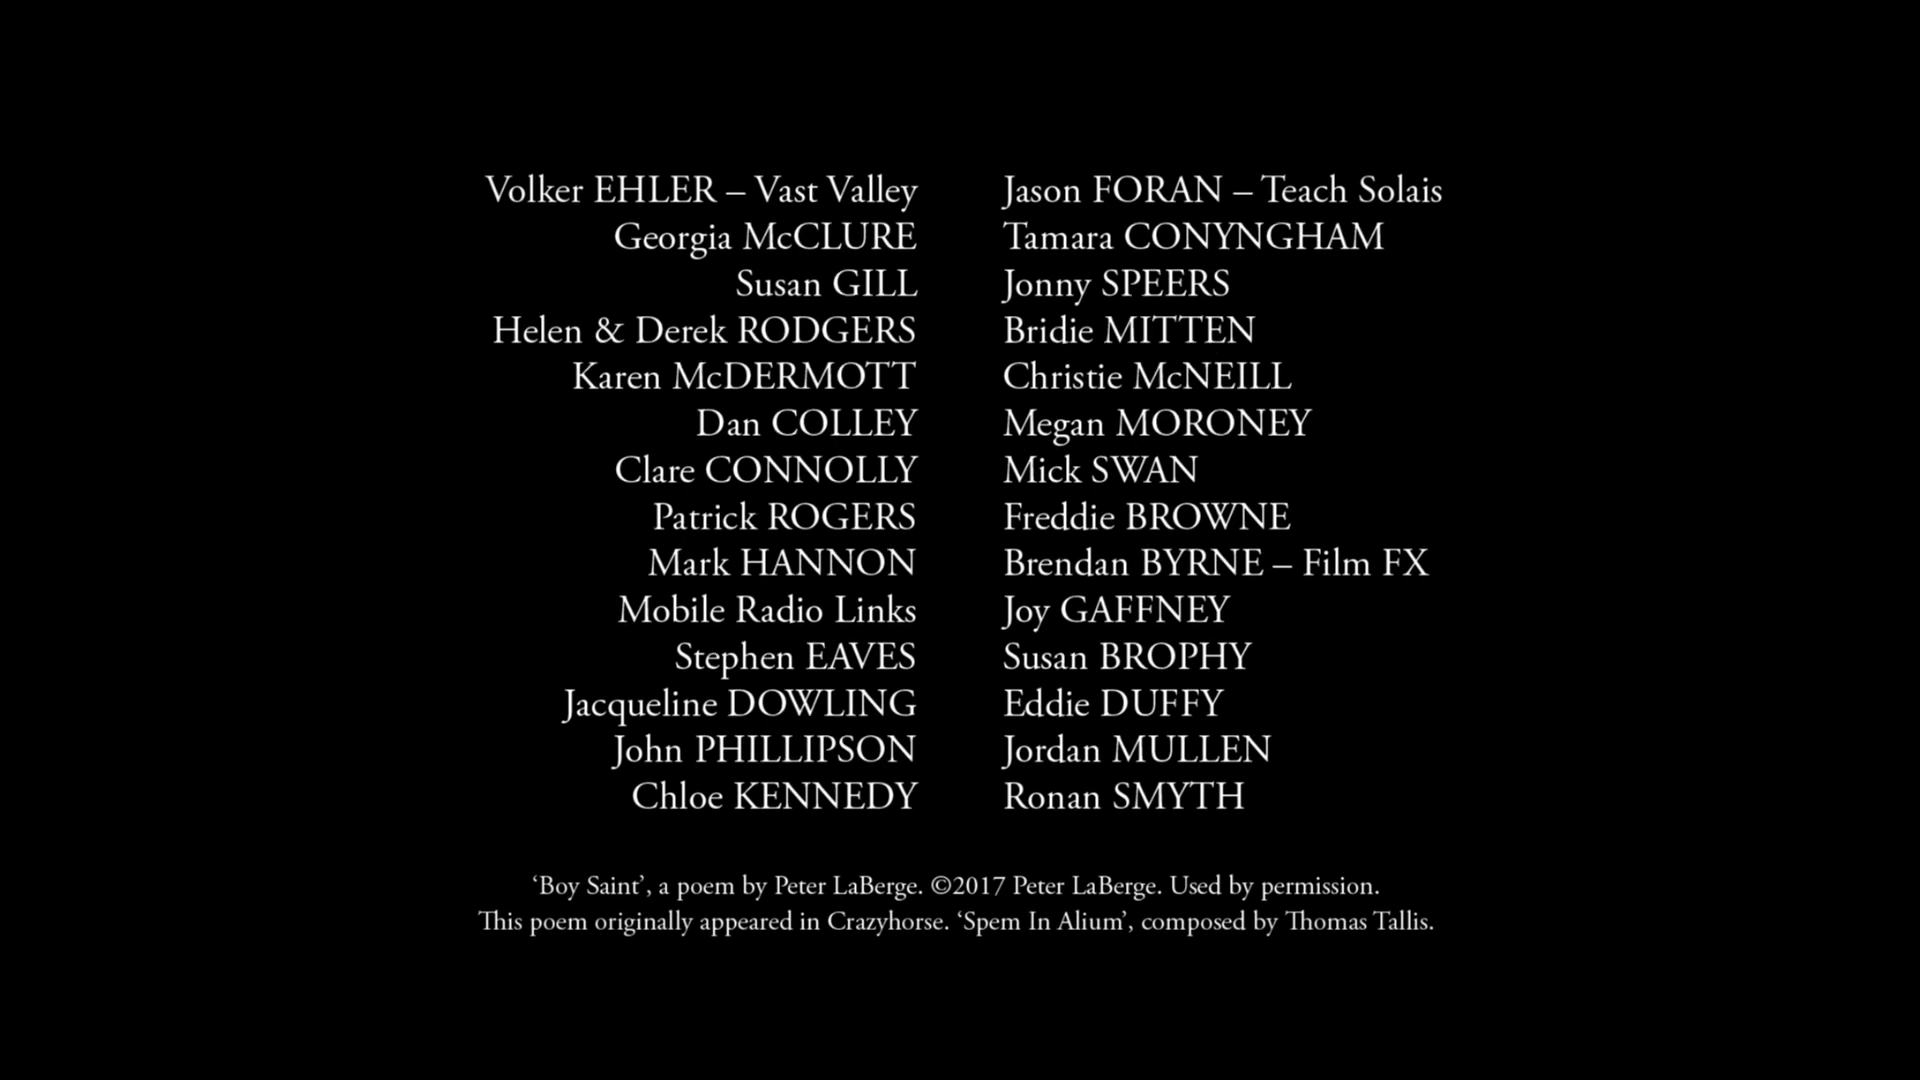 Volker EHLER – Vast Valley
Georgia McCLURE
Susan GILL
Helen & Derek RODGERS
Karen McDERMOTT
Dan COLLEY
Clare CONNOLLY
Patrick ROGERS
Mark HANNON
Mobile Radio Links
Stephen EAVES
Jacqueline DOWLING
John PHILLIPSON
Chloe KENNEDY
Jason FORAN – Teach Solais
Tamara CONYNGHAM
Jonny SPEERS
Bridie MITTEN
Christie McNEILL
Megan MORONEY
Mick SWAN
Freddie BROWNE
Brendan BYRNE – Film FX
Joy GAFFNEY
Susan BROPHY
Eddie DUFFY
Jordan MULLEN
Ronan SMYTH
‘Boy Saint’, a poem by Peter LaBerge. ©2017 Peter LaBerge. Used by permission.
This poem originally appeared in Crazyhorse. ‘Spem In Alium’, composed by Thomas Tallis.